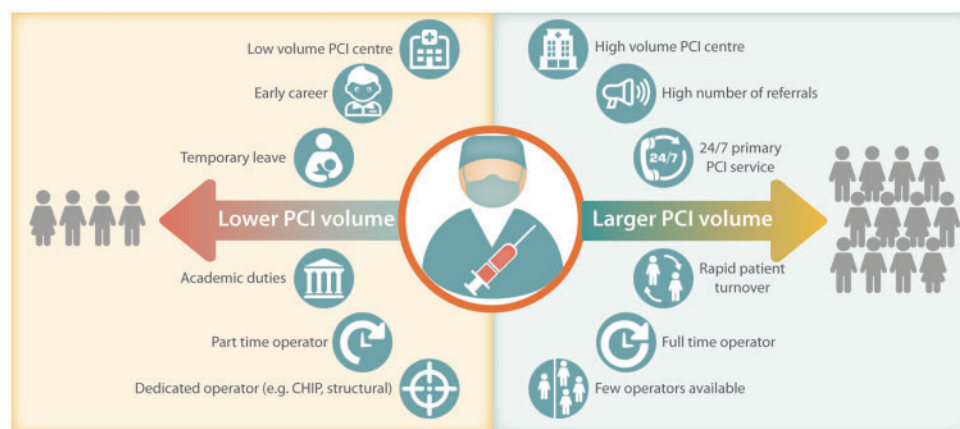 Low volume PCI centre
Early career
Temporary leave
Lower PCI volume
Academic duties
Part time operator
Dedicated operator (e.g. CHIP, structural)
High volume PCI centre
High number of referrals
24/7
24/7 primary
PCI service
Larger PCI volume
Rapid patient
turnover
Full time operator
Few operators available